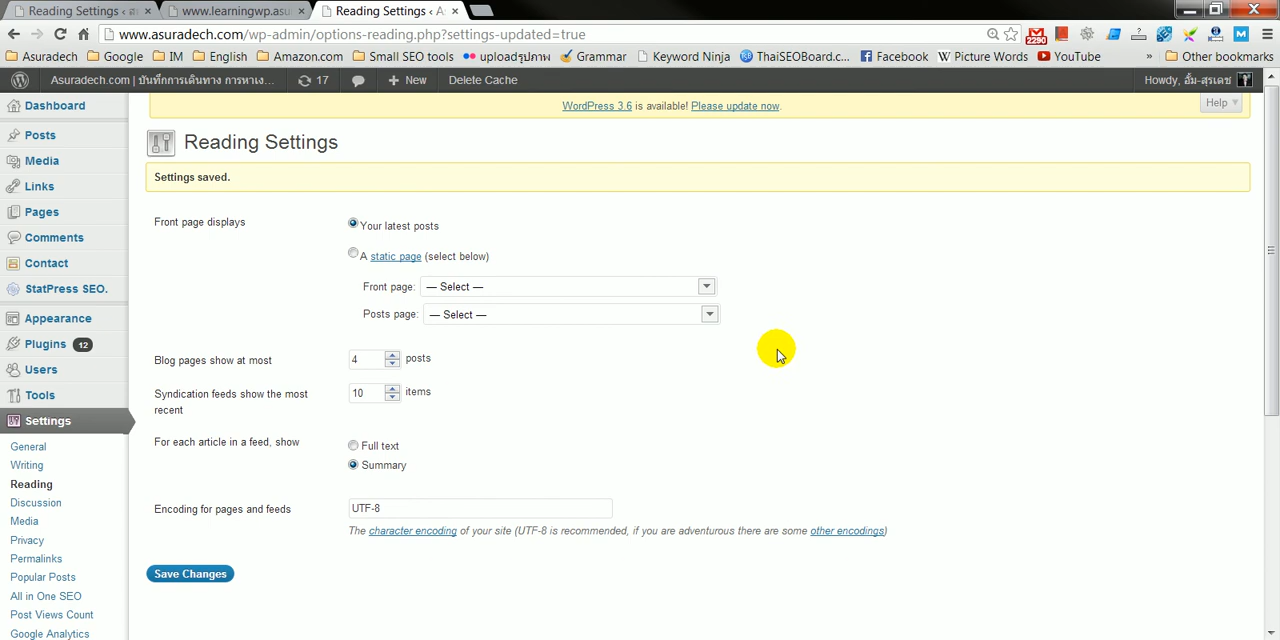 Reading Settings ‹ ส
www.learningwp.asu
Reading Settings ‹ A
www.asuradech.com/wp-admin/options-reading.php?settings-updated=true
2290
Asuradech
Google
IM
English
Amazon.com
Small SEO tools
uploadรูปภาพ
Grammar
Keyword Ninja
ThaiSEOBoard.c...
Facebook
Picture Words
YouTube
»
Other bookmarks
Asuradech.com | บันทึกการเดินทาง การหาเง...
17
New
Delete Cache
Howdy, อั้ม-สุรเดช
Dashboard
Posts
Media
Links
Pages
Comments
Contact
StatPress SEO.
Appearance
Plugins 12
Users
Tools
Settings
General
Writing
Reading
Discussion
Media
Privacy
Permalinks
Popular Posts
All in One SEO
Post Views Count
Google Analytics
WordPress 3.6 is available! Please update now.
Help
Reading Settings
Settings saved.
Front page displays
Your latest posts
A static page (select below)
Front page: — Select —
Posts page: — Select —
Blog pages show at most 4 posts
Syndication feeds show the most
recent
10 items
For each article in a feed, show
Full text
Summary
Encoding for pages and feeds
UTF-8
The character encoding of your site (UTF-8 is recommended, if you are adventurous there are some other encodings)
Save Changes